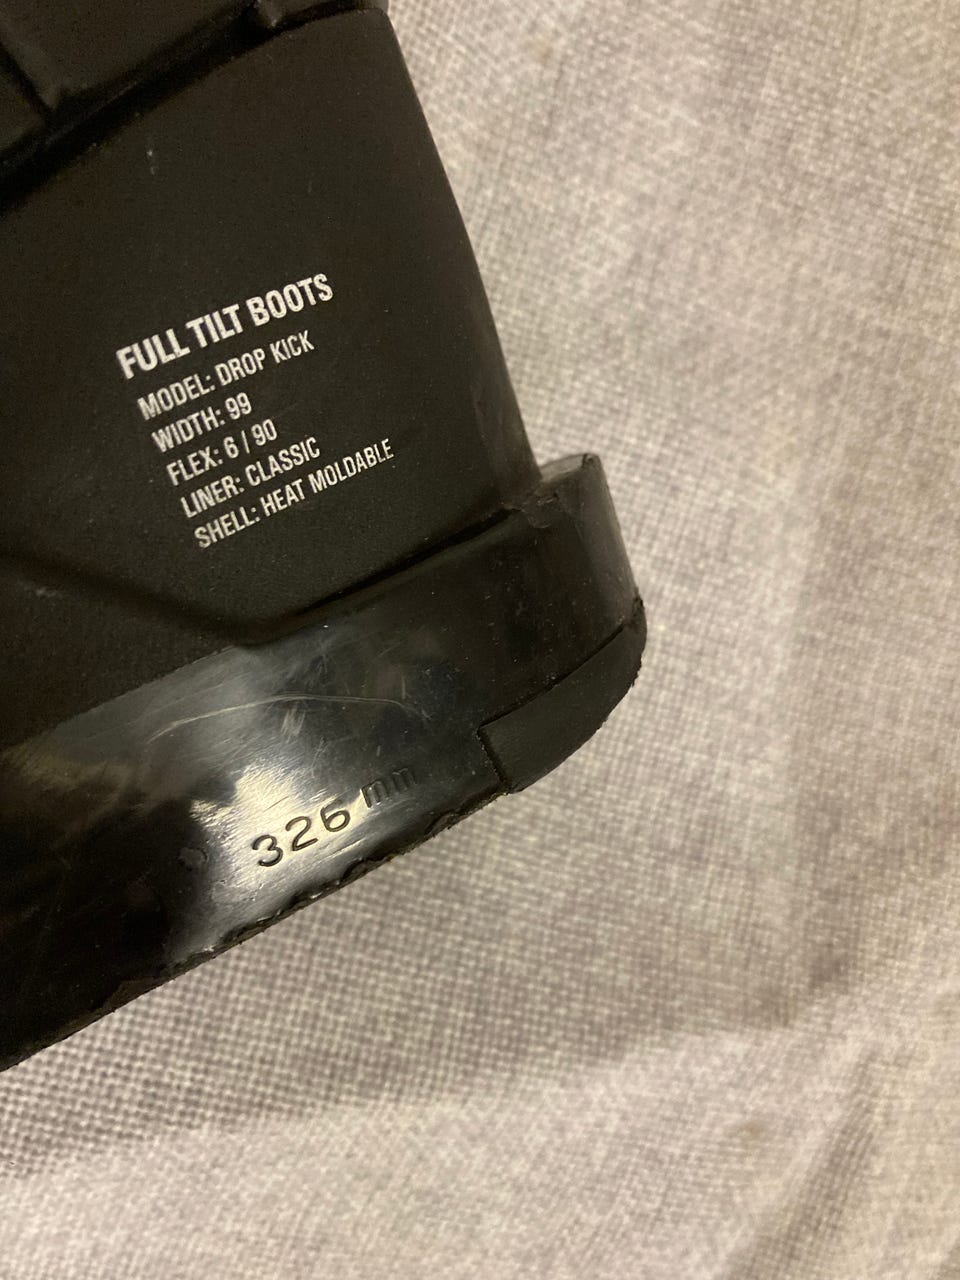 FULL TILT BOOTS
MODEL: DROP KICK
WIDTH: 99
FLEX: 6 / 90
LINER: CLASSIC
SHELL: HEAT MOLDABLE
326 mm